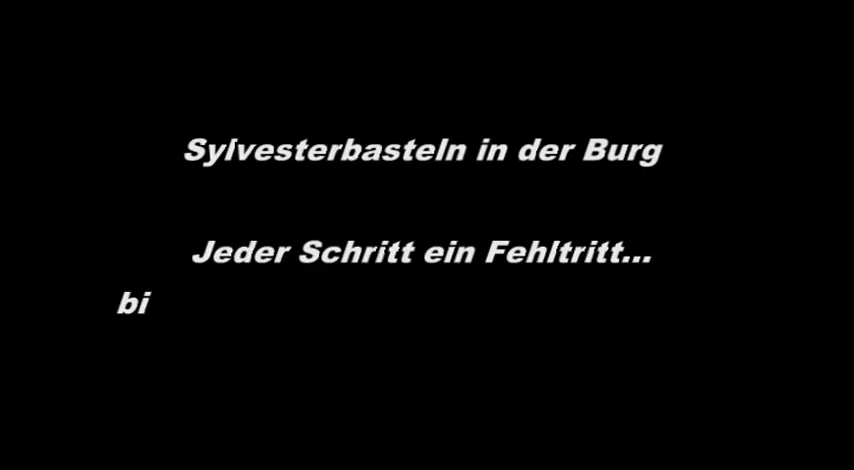 Sylvesterbasteln in der Burg
Jeder Schritt ein Fehltritt...
bi